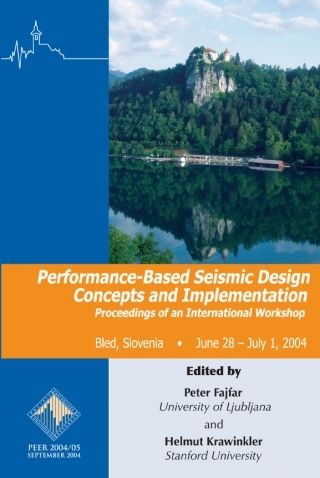 Performance-Based Seismic Design
Concepts and Implementation
Proceedings of an International Workshop
Bled, Slovenia • June 28 – July 1, 2004
Edited by
Peter Fajfar
University of Ljubljana
and
Helmut Krawinkler
Stanford University
PEER 2004/05
SEPTEMBER 2004